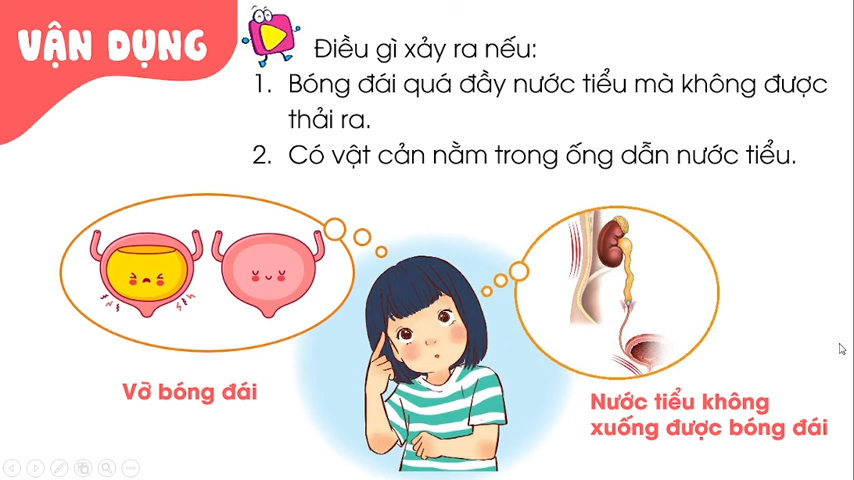 VẬN DỤNG
Điều gì xảy ra nếu:
1. Bóng đái quá đầy nước tiểu mà không được
thải ra.
2. Có vật cản nằm trong ống dẫn nước tiểu.
Vỡ bóng đái
Nước tiểu không
xuống được bóng đái